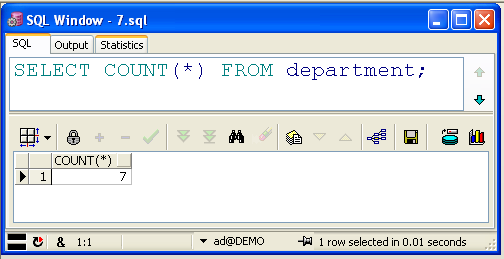 SQL Window - 7.sql
SQL Output Statistics
SELECT COUNT(*) FROM department;
COUNT(*)
1 7
& 1:1 ad@DEMO 1 row selected in 0.01 seconds